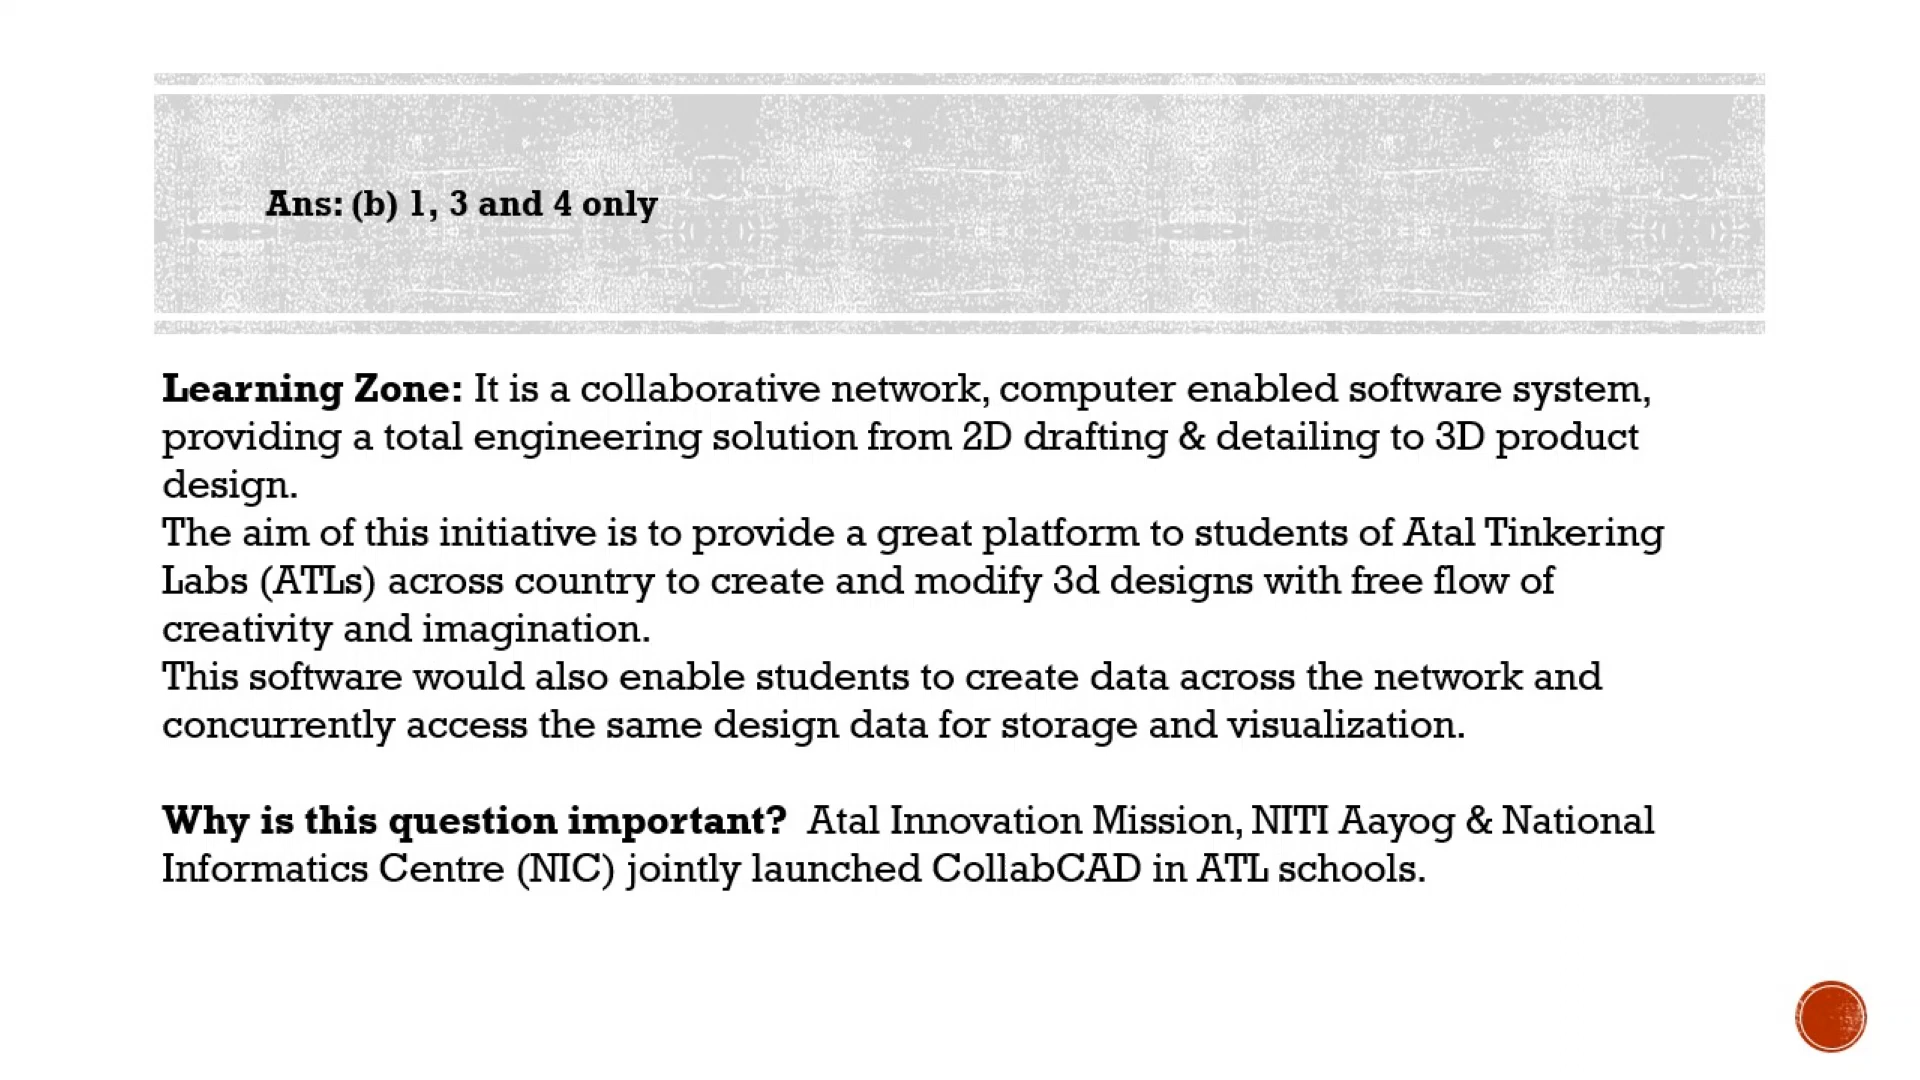 Ans: (b) 1, 3 and 4 only
Learning Zone: It is a collaborative network, computer enabled software system,
providing a total engineering solution from 2D drafting & detailing to 3D product
design.
The aim of this initiative is to provide a great platform to students of Atal Tinkering
Labs (ATLs) across country to create and modify 3d designs with free flow of
creativity and imagination.
This software would also enable students to create data across the network and
concurrently access the same design data for storage and visualization.
Why is this question important? Atal Innovation Mission, NITI Aayog & National
Informatics Centre (NIC) jointly launched CollabCAD in ATL schools.